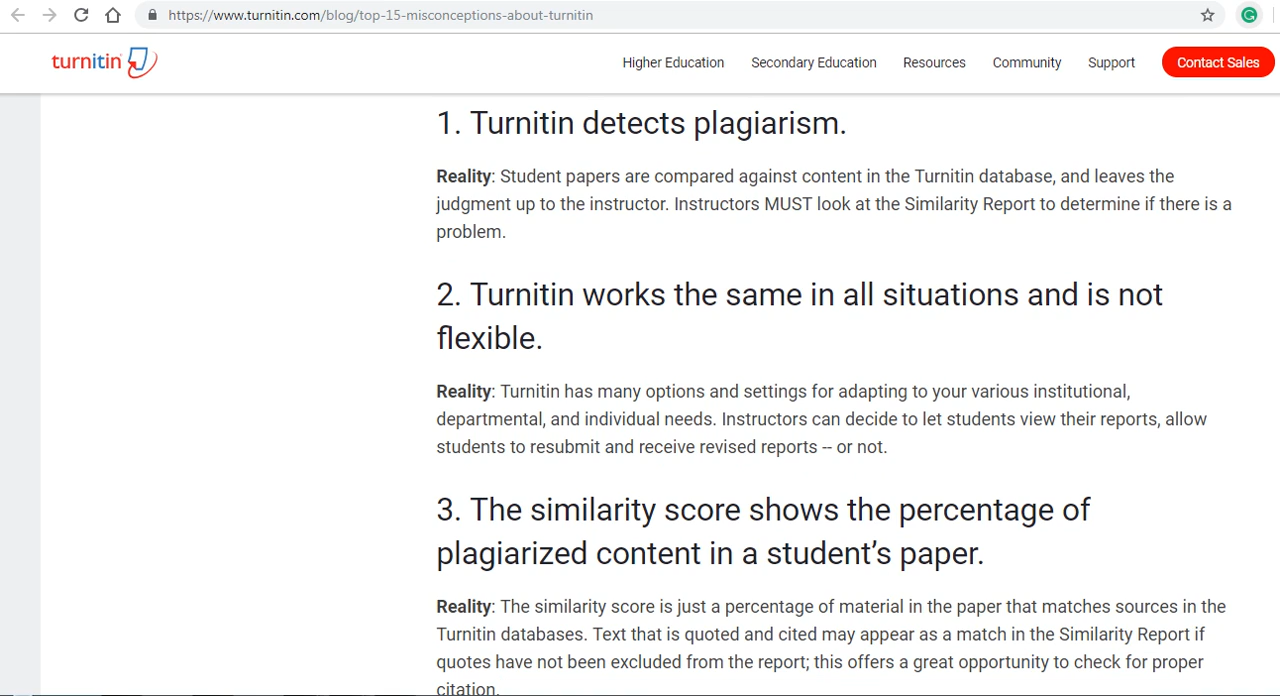 https://www.turnitin.com/blog/top-15-misconceptions-about-turnitin
turnitin
Higher Education
Secondary Education
Resources
Community
Support
Contact Sales
1. Turnitin detects plagiarism.
Reality: Student papers are compared against content in the Turnitin database, and leaves the
judgment up to the instructor. Instructors MUST look at the Similarity Report to determine if there is a
problem.
2. Turnitin works the same in all situations and is not
flexible.
Reality: Turnitin has many options and settings for adapting to your various institutional,
departmental, and individual needs. Instructors can decide to let students view their reports, allow
students to resubmit and receive revised reports -- or not.
3. The similarity score shows the percentage of
plagiarized content in a student’s paper.
Reality: The similarity score is just a percentage of material in the paper that matches sources in the
Turnitin databases. Text that is quoted and cited may appear as a match in the Similarity Report if
quotes have not been excluded from the report; this offers a great opportunity to check for proper
citation.